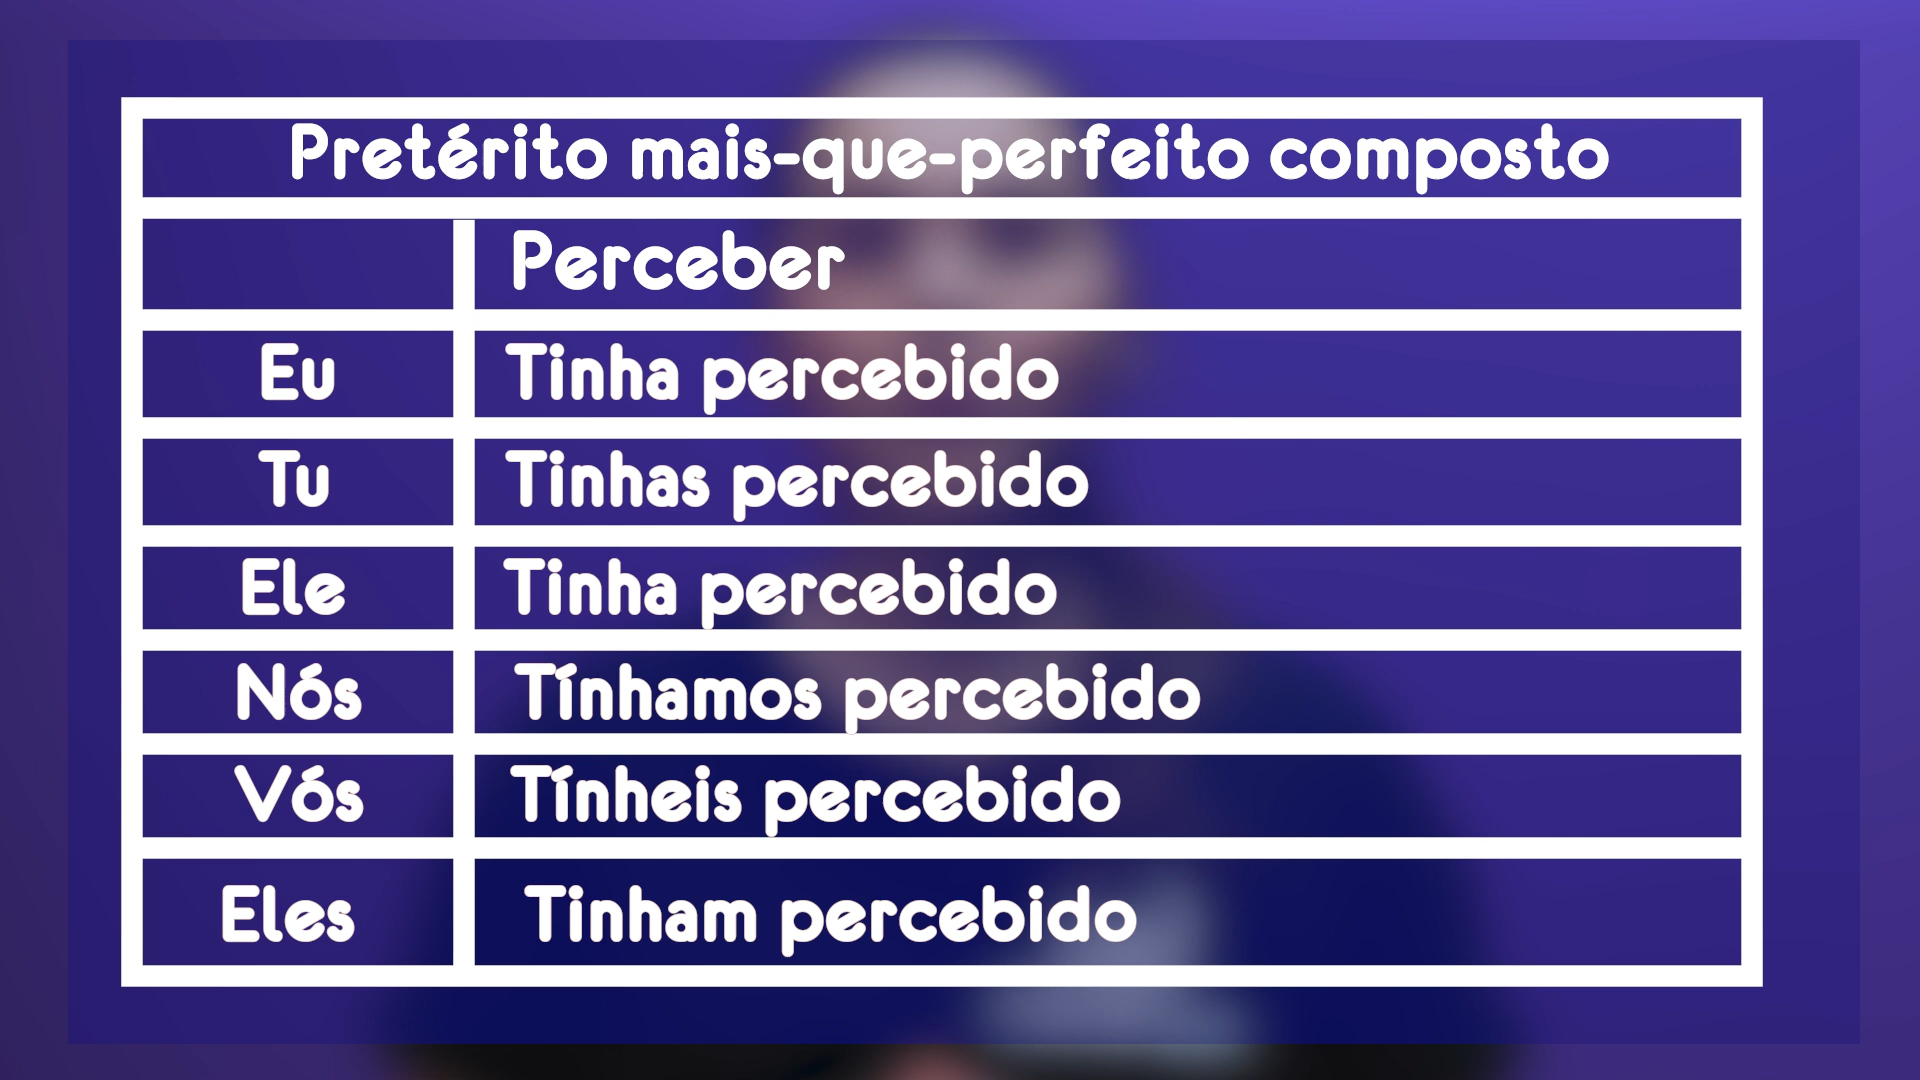 Pretérito mais-que-perfeito composto
Perceber
Eu Tinha percebido
Tu Tinhas percebido
Ele Tinha percebido
Nós Tínhamos percebido
Vós Tínheis percebido
Eles Tinham percebido